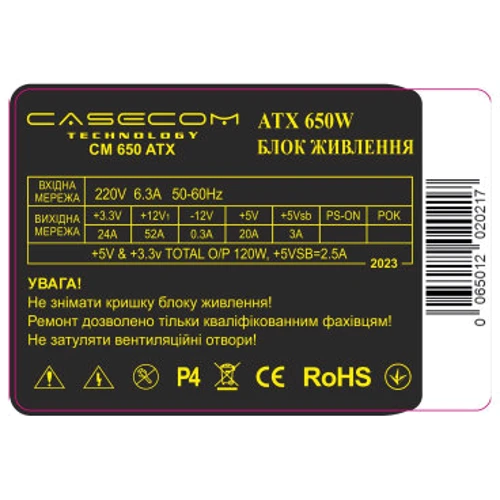 CASECOM
TECHNOLOGY
CM 650 ATX
ATX 650W
БЛОК ЖИВЛЕННЯ
ВХІДНА МЕРЕЖА 220V 6.3A 50-60Hz
ВИХІДНА МЕРЕЖА +3.3V +12V1 -12V +5V +5Vsb PS-ON POK
24A 52A 0.3A 20A 3A
+5V & +3.3v TOTAL O/P 120W, +5VSB=2.5A
2023
УВАГА!
Не знімати кришку блоку живлення!
Ремонт дозволено тільки кваліфікованим фахівцям!
Не затуляти вентиляційні отвори!
P4 CE RoHS
0 065012 020217